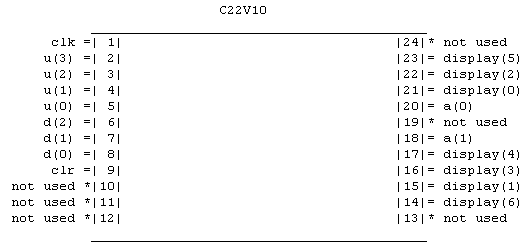 C22V10
clk =| 1| |24|* not used
u(3) =| 2| |23|= display(5)
u(2) =| 3| |22|= display(2)
u(1) =| 4| |21|= display(0)
u(0) =| 5| |20|= a(0)
d(2) =| 6| |19|* not used
d(1) =| 7| |18|= a(1)
d(0) =| 8| |17|= display(4)
clr =| 9| |16|= display(3)
not used *|10| |15|= display(1)
not used *|11| |14|= display(6)
not used *|12| |13|* not used